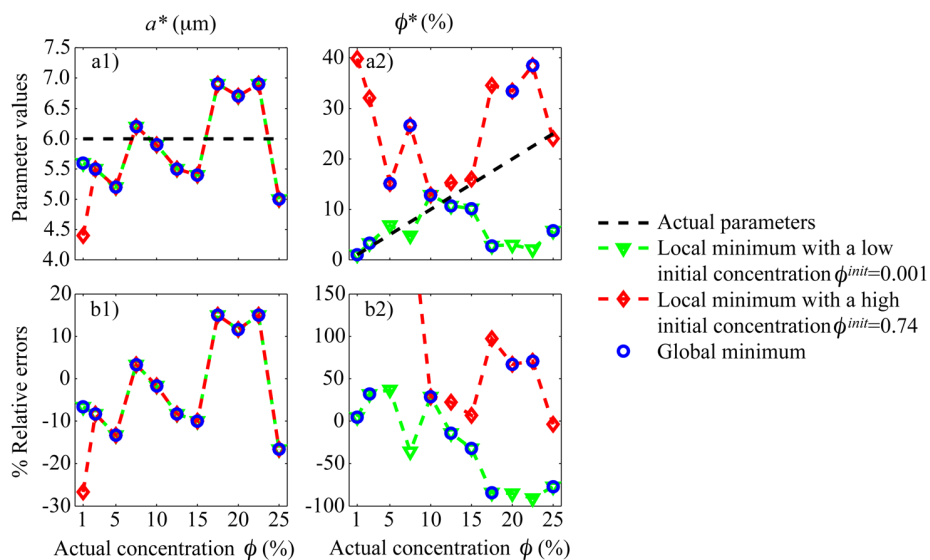 a* (μm)
ϕ* (%)
Parameter values
7.5
7.0
6.5
6.0
5.5
5.0
4.5
4.0
a1)
40
30
20
10
0
a2)
% Relative errors
20
10
0
-10
-20
-30
b1)
1
5
10
15
20
25
Actual concentration ϕ (%)
150
100
50
0
-50
-100
b2)
1
5
10
15
20
25
Actual concentration ϕ (%)
Actual parameters
Local minimum with a low
initial concentration ϕinit=0.001
Local minimum with a high
initial concentration ϕinit=0.74
Global minimum